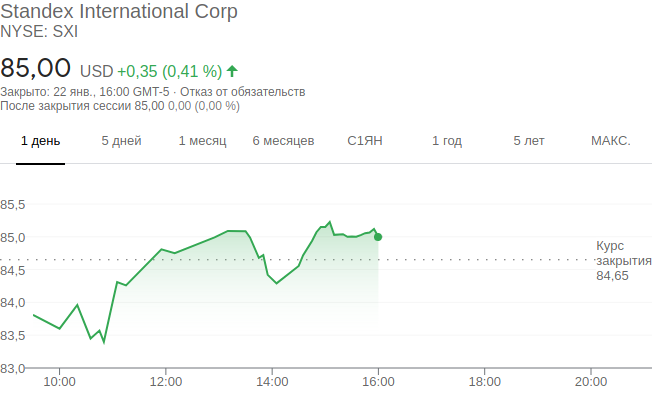 Standex International Corp
NYSE: SXI
85,00 USD +0,35 (0,41 %)
Закрыто: 22 янв., 16:00 GMT-5 · Отказ от обязательств
После закрытия сессии 85,00 0,00 (0,00 %)
1 день 5 дней 1 месяц 6 месяцев С1ЯН 1 год 5 лет МАКС.
85,5
85,0
84,5
84,0
83,5
83,0
Курс
закрытия
84,65
10:00 12:00 14:00 16:00 18:00 20:00